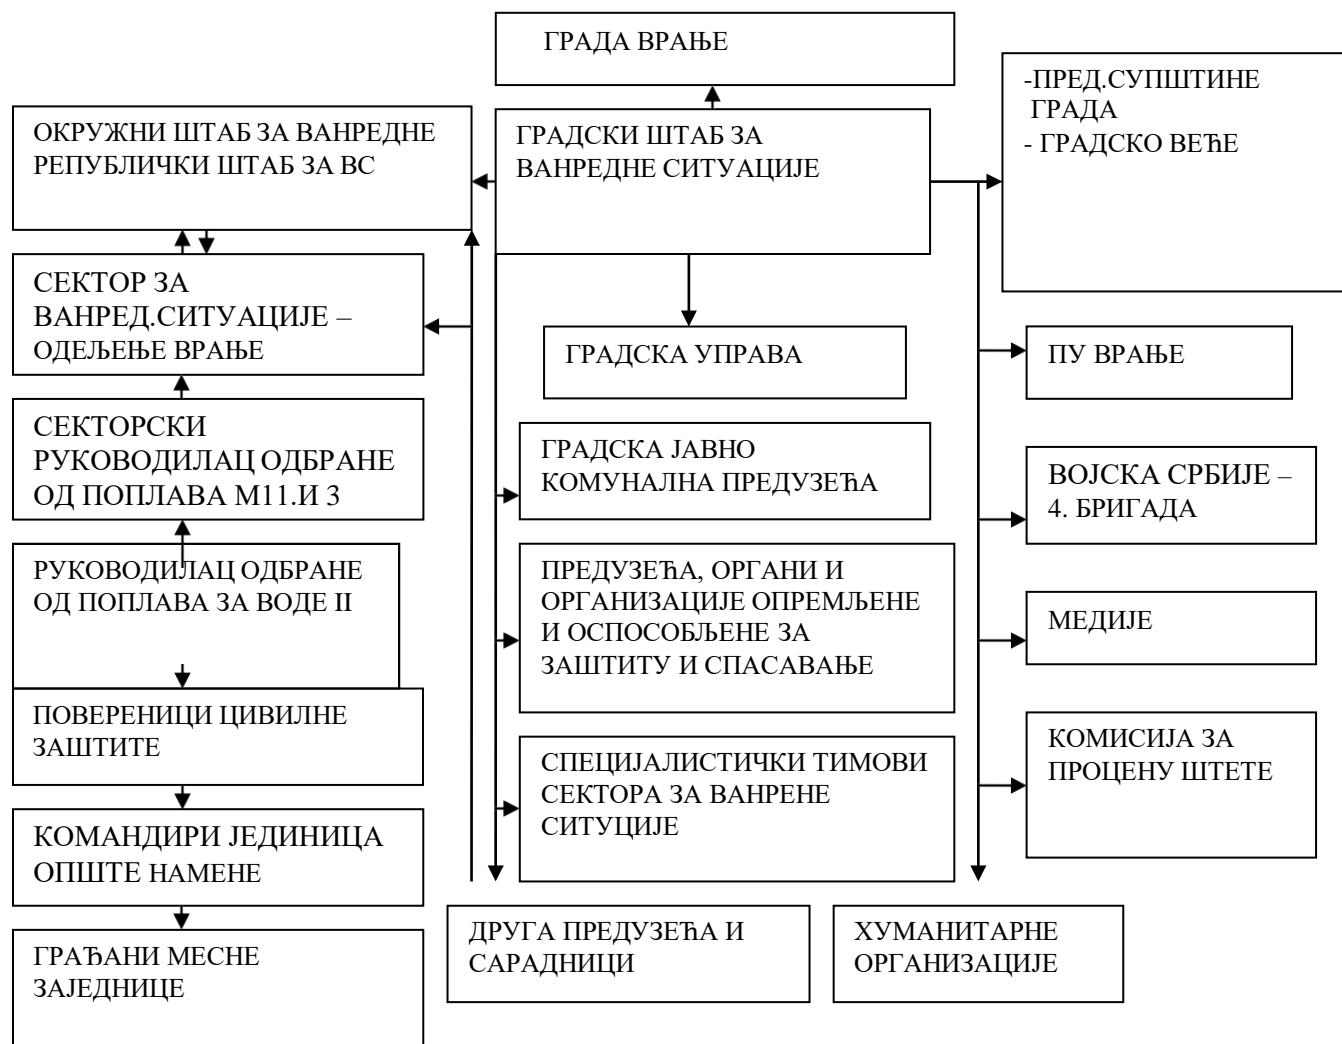 ГРАДА ВРАЊЕ
-ПРЕД.СУПШТИНЕ
ГРАДА
- ГРАДСКО ВЕЋЕ
ОКРУЖНИ ШТАБ ЗА ВАНРЕДНЕ
РЕПУБЛИЧКИ ШТАБ ЗА ВС
ГРАДСКИ ШТАБ ЗА
ВАНРЕДНЕ СИТУАЦИЈЕ
СЕКТОР ЗА
ВАНРЕД.СИТУАЦИЈЕ –
ОДЕЉЕЊЕ ВРАЊЕ
ГРАДСКА УПРАВА
ПУ ВРАЊЕ
СЕКТОРСКИ
РУКОВОДИЛАЦ ОДБРАНЕ
ОД ПОПЛАВА М11.И 3
ГРАДСКА ЈАВНО
КОМУНАЛНА ПРЕДУЗЕЋА
ВОЈСКА СРБИЈЕ –
4. БРИГАДА
РУКОВОДИЛАЦ ОДБРАНЕ
ОД ПОПЛАВА ЗА ВОДЕ II
ПРЕДУЗЕЋА, ОРГАНИ И
ОРГАНИЗАЦИЈЕ ОПРЕМЉЕНЕ
И ОСПОСОБЉЕНЕ ЗА
ЗАШТИТУ И СПАСАВАЊЕ
МЕДИЈЕ
ПОВЕРЕНИЦИ ЦИВИЛНЕ
ЗАШТИТЕ
СПЕЦИЈАЛИСТИЧКИ ТИМОВИ
СЕКТОРА ЗА ВАНРЕНЕ
СИТУЦИЈЕ
КОМИСИЈА ЗА
ПРОЦЕНУ ШТЕТЕ
КОМАНДИРИ ЈЕДИНИЦА
ОПШТЕ НАМЕНЕ
ГРАЂАНИ МЕСНЕ
ЗАЈЕДНИЦЕ
ДРУГА ПРЕДУЗЕЋА И
САРАДНИЦИ
ХУМАНИТАРНЕ
ОРГАНИЗАЦИЈЕ